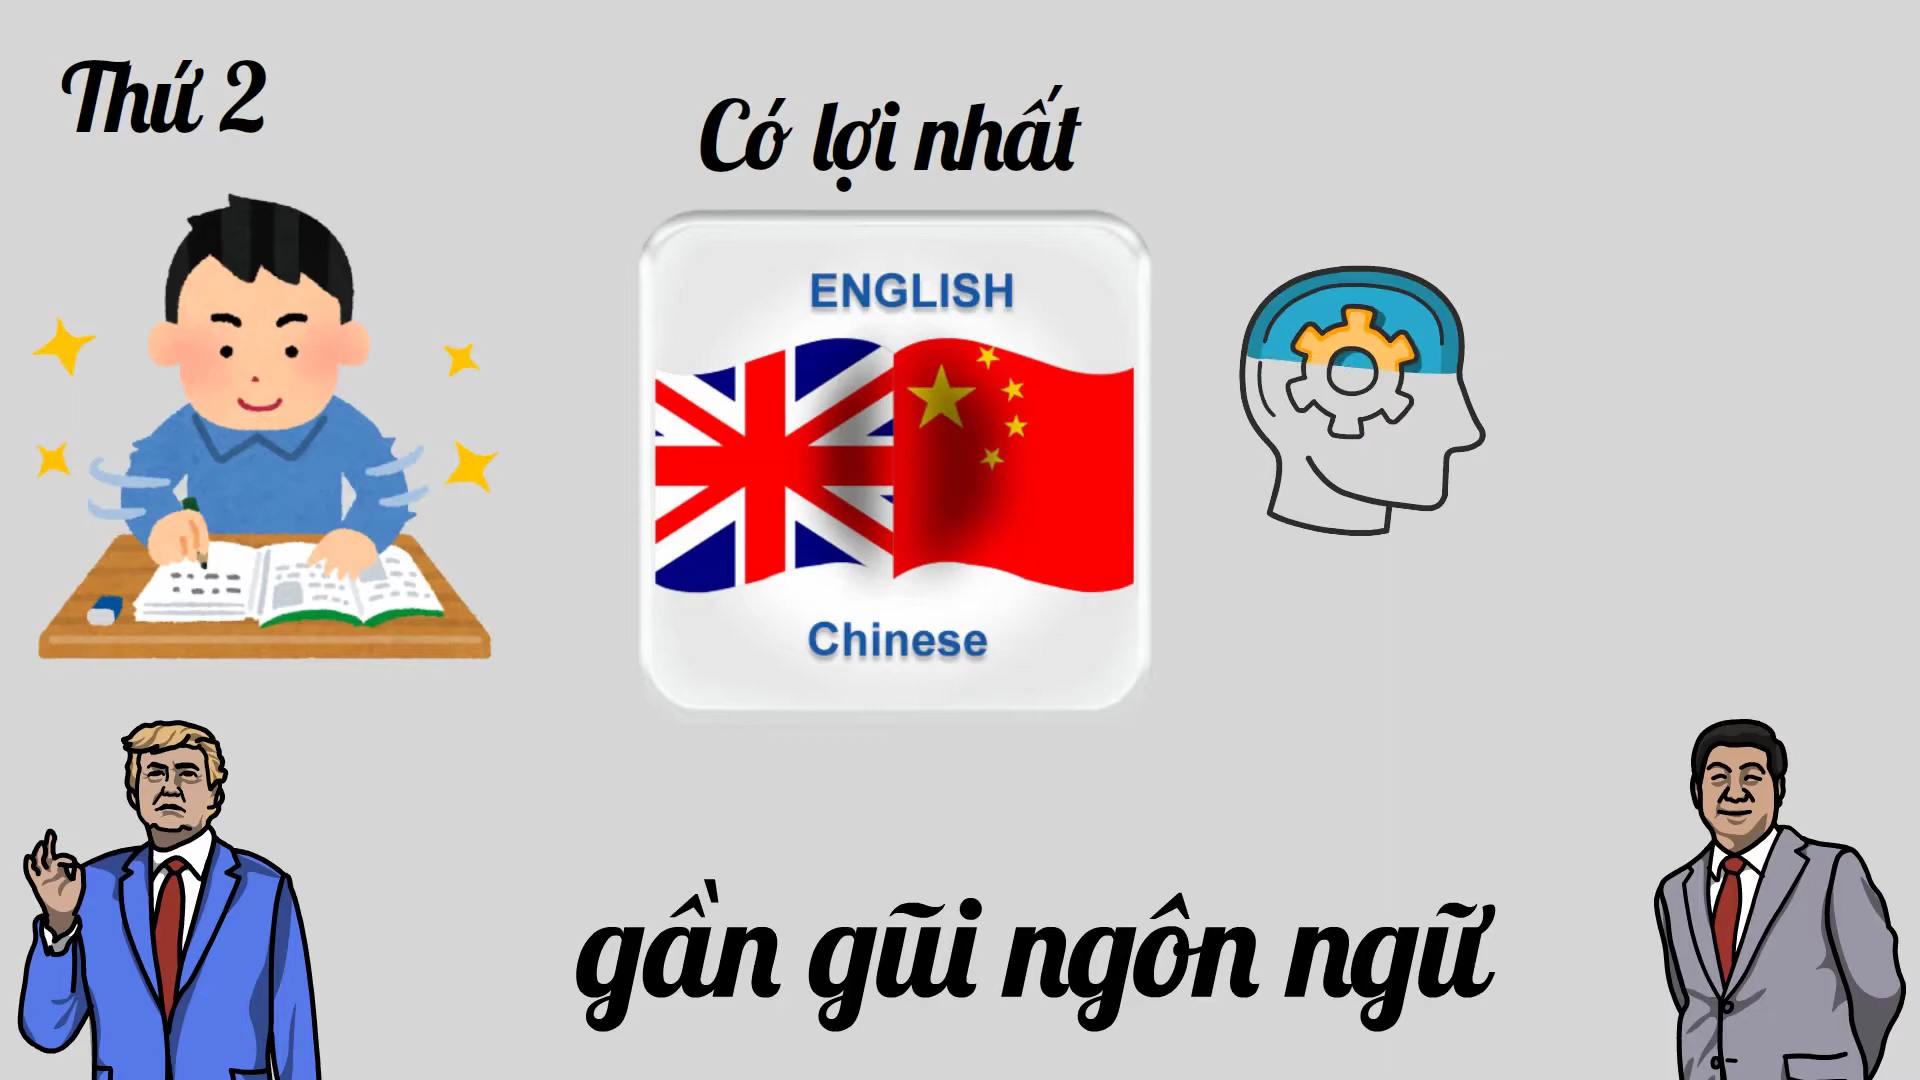 Thứ 2
Có lợi nhất
ENGLISH
Chinese
gần gũi ngôn ngữ